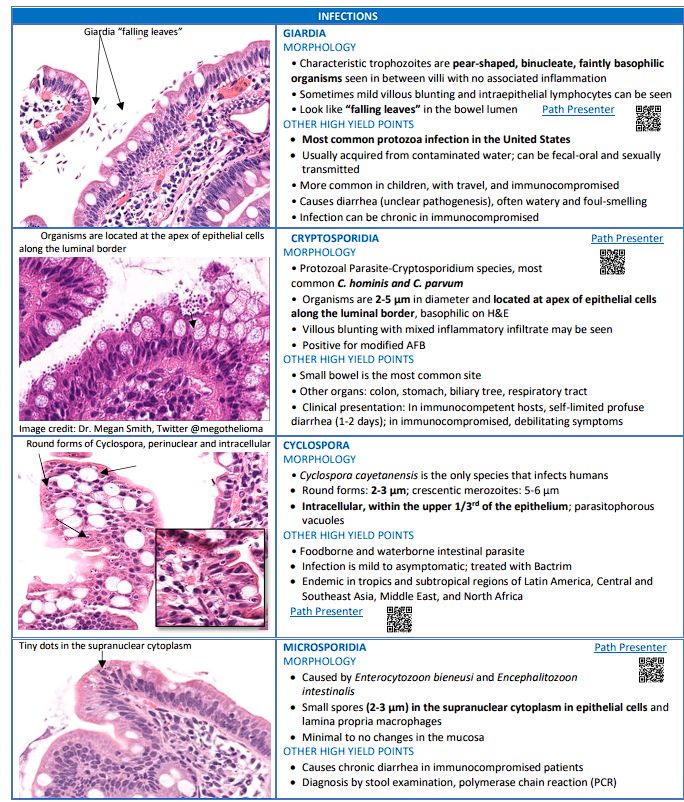 INFECTIONS
Giardia “falling leaves”
GIARDIA
MORPHOLOGY
• Characteristic trophozoites are pear-shaped, binucleate, faintly basophilic
organisms seen in between villi with no associated inflammation
• Sometimes mild villous blunting and intraepithelial lymphocytes can be seen
• Look like “falling leaves” in the bowel lumen Path Presenter
OTHER HIGH YIELD POINTS
• Most common protozoa infection in the United States
• Usually acquired from contaminated water; can be fecal-oral and sexually
transmitted
• More common in children, with travel, and immunocompromised
• Causes diarrhea (unclear pathogenesis), often watery and foul-smelling
• Infection can be chronic in immunocompromised
Organisms are located at the apex of epithelial cells
along the luminal border
Image credit: Dr. Megan Smith, Twitter @megothelioma
CRYPTOSPORIDIA Path Presenter
MORPHOLOGY
• Protozoal Parasite-Cryptosporidium species, most
common C. hominis and C. parvum
• Organisms are 2-5 µm in diameter and located at apex of epithelial cells
along the luminal border, basophilic on H&E
• Villous blunting with mixed inflammatory infiltrate may be seen
• Positive for modified AFB
OTHER HIGH YIELD POINTS
• Small bowel is the most common site
• Other organs: colon, stomach, biliary tree, respiratory tract
• Clinical presentation: In immunocompetent hosts, self-limited profuse
diarrhea (1-2 days); in immunocompromised, debilitating symptoms
Round forms of Cyclospora, perinuclear and intracellular
CYCLOSPORA
MORPHOLOGY
• Cyclospora cayetanensis is the only species that infects humans
• Round forms: 2-3 µm; crescentic merozoites: 5-6 µm
• Intracellular, within the upper 1/3rd of the epithelium; parasitophorous
vacuoles
OTHER HIGH YIELD POINTS
• Foodborne and waterborne intestinal parasite
• Infection is mild to asymptomatic; treated with Bactrim
• Endemic in tropics and subtropical regions of Latin America, Central and
Southeast Asia, Middle East, and North Africa
Path Presenter
Tiny dots in the supranuclear cytoplasm
MICROSPORIDIA Path Presenter
MORPHOLOGY
• Caused by Enterocytozoon bieneusi and Encephalitozoon
intestinalis
• Small spores (2-3 µm) in the supranuclear cytoplasm in epithelial cells and
lamina propria macrophages
• Minimal to no changes in the mucosa
OTHER HIGH YIELD POINTS
• Causes chronic diarrhea in immunocompromised patients
• Diagnosis by stool examination, polymerase chain reaction (PCR)